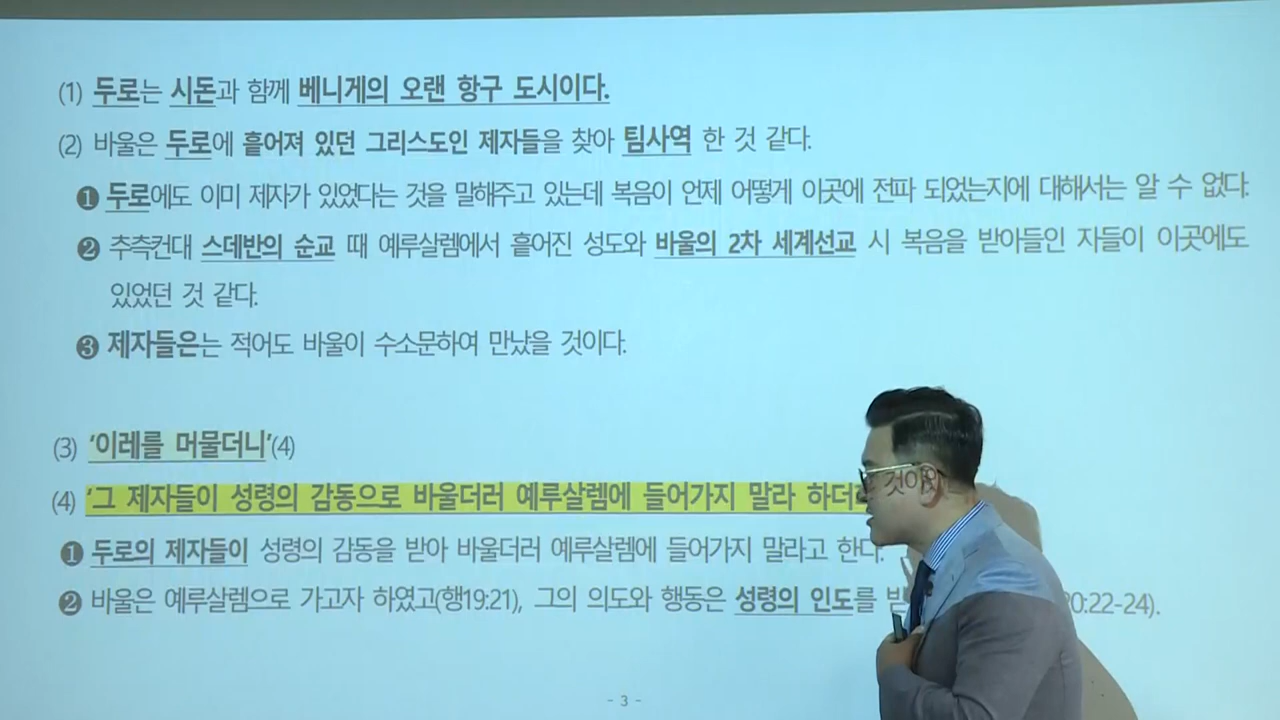 (1) 두로는 시돈과 함께 베니게의 오랜 항구 도시이다.
(2) 바울은 두로에 흩어져 있던 그리스도인 제자들을 찾아 팀사역 한 것 같다.
❶ 두로에도 이미 제자가 있었다는 것을 말해주고 있는데 복음이 언제 어떻게 이곳에 전파 되었는지에 대해서는 알 수 없다.
❷ 추측컨대 스데반의 순교 때 예루살렘에서 흩어진 성도와 바울의 2차 세계선교 시 복음을 받아들인 자들이 이곳에도
있었던 것 같다.
❸ 제자들은는 적어도 바울이 수소문하여 만났을 것이다.
(3) ‘이레를 머물더니’(4)
(4) ‘그 제자들이 성령의 감동으로 바울더러 예루살렘에 들어가지 말라 하더
❶ 두로의 제자들이 성령의 감동을 받아 바울더러 예루살렘에 들어가지 말라고 한다.
❷ 바울은 예루살렘으로 가고자 하였고(행19:21), 그의 의도와 행동은 성령의 인도를 0:22-24).
- 3 -